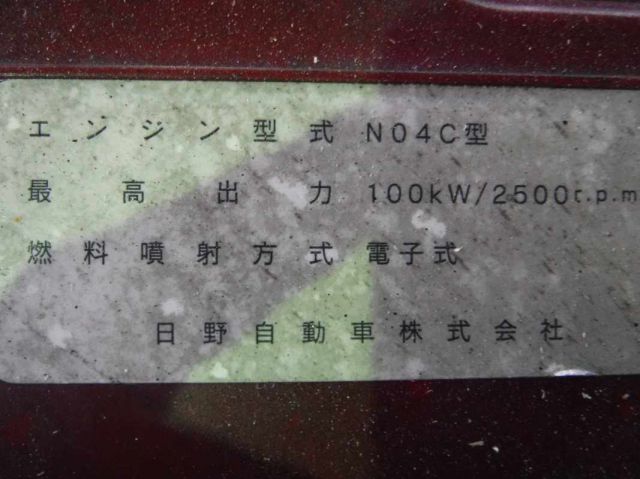 エンジン型式 N04C型
最高出力 100kW/2500r.p.m
燃料噴射方式 電子式
日野自動車株式会社